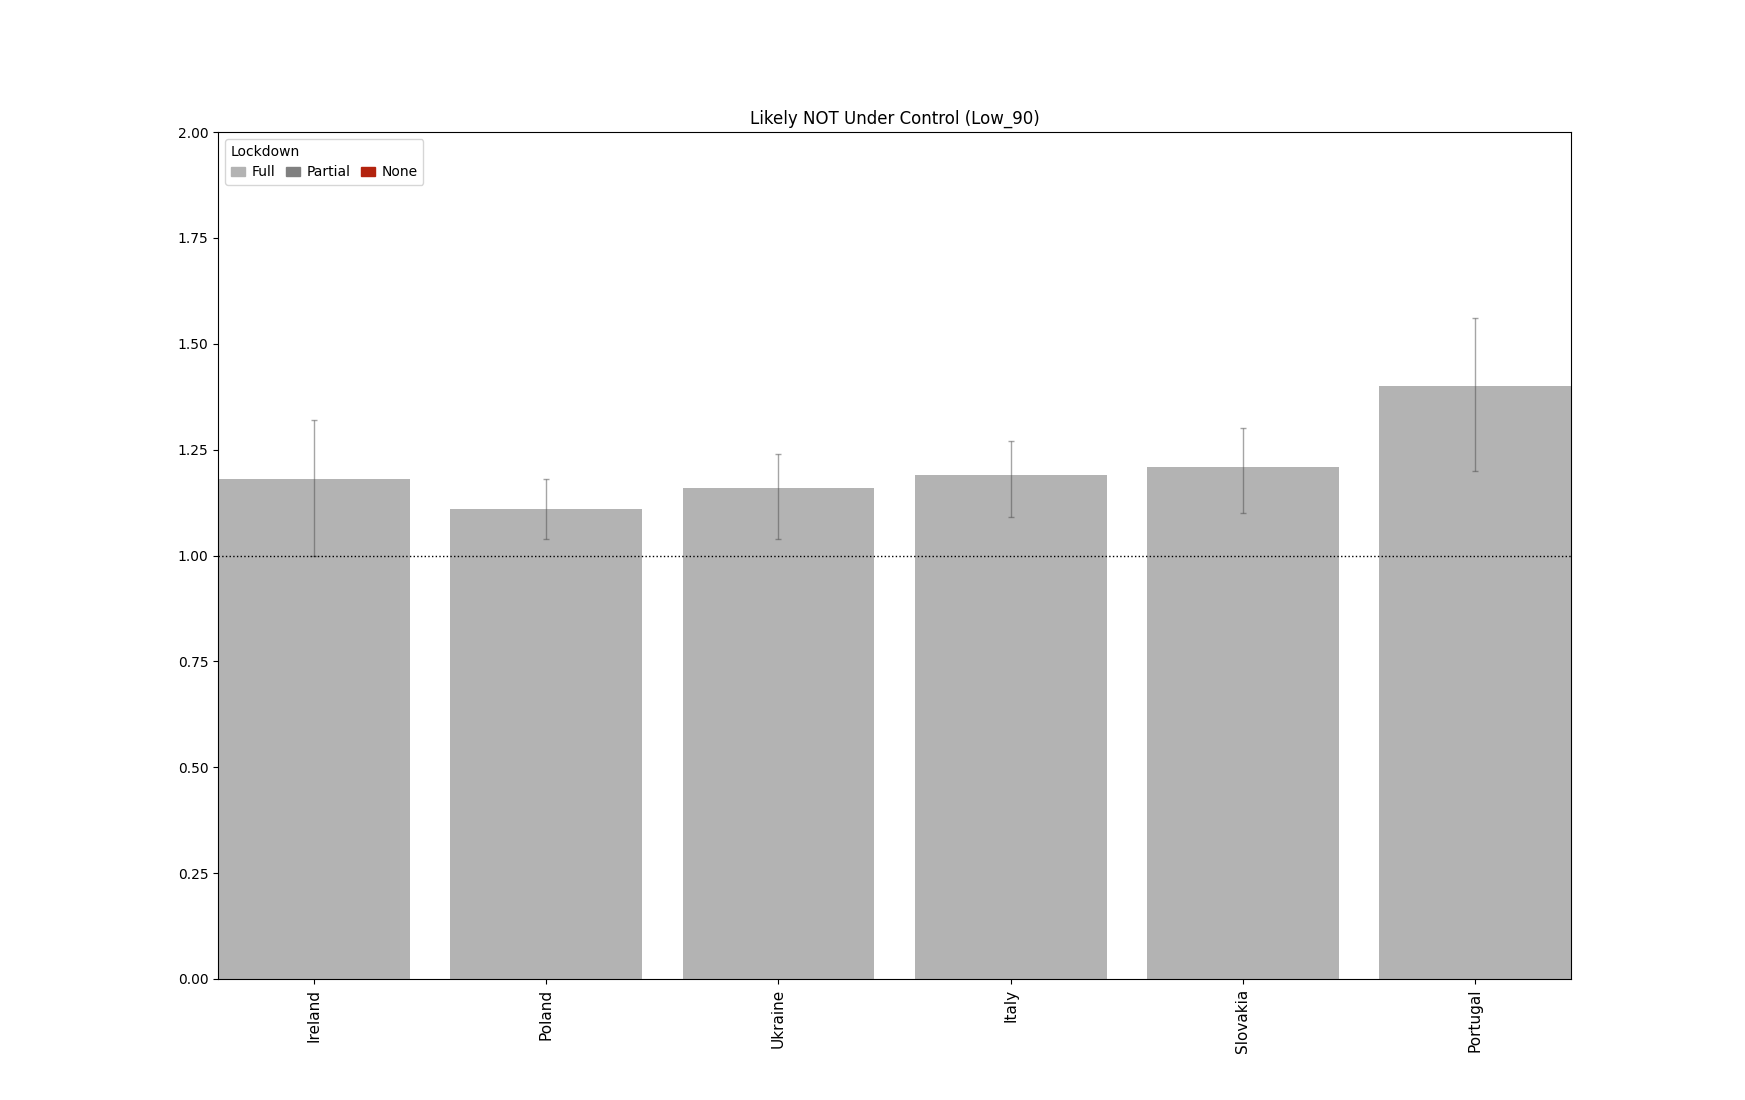 Likely NOT Under Control (Low_90)
Lockdown
Full Partial None
2.00
1.75
1.50
1.25
1.00
0.75
0.50
0.25
0.00
Ireland
Poland
Ukraine
Italy
Slovakia
Portugal